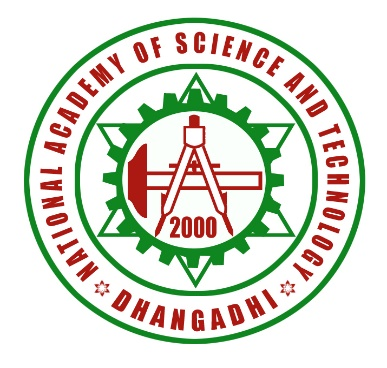 NATIONAL ACADEMY OF SCIENCE AND TECHNOLOGY
2000
DHANGADHI